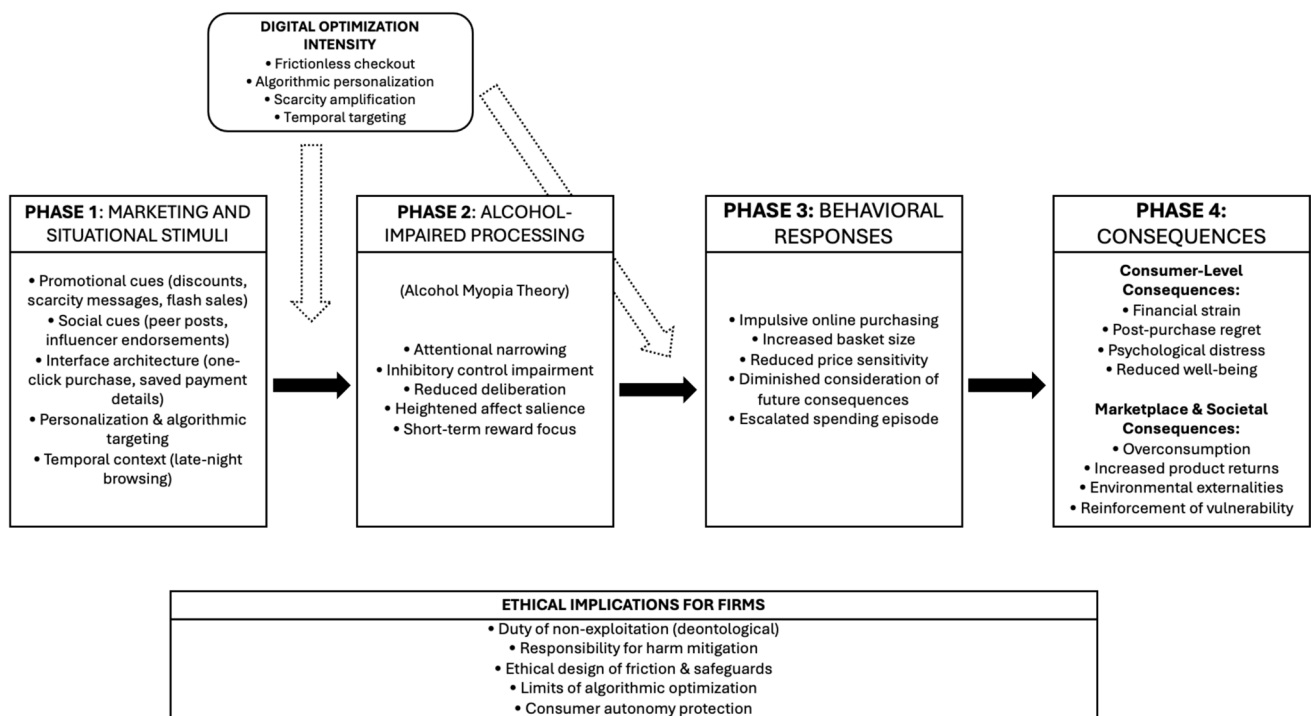 DIGITAL OPTIMIZATION
INTENSITY
• Frictionless checkout
• Algorithmic personalization
• Scarcity amplification
• Temporal targeting
PHASE 1: MARKETING AND
SITUATIONAL STIMULI
• Promotional cues (discounts,
scarcity messages, flash sales)
• Social cues (peer posts,
influencer endorsements)
• Interface architecture (one-
click purchase, saved payment
details)
• Personalization & algorithmic
targeting
• Temporal context (late-night
browsing)
PHASE 2: ALCOHOL-
IMPAIRED PROCESSING
(Alcohol Myopia Theory)
• Attentional narrowing
• Inhibitory control impairment
• Reduced deliberation
• Heightened affect salience
• Short-term reward focus
PHASE 3: BEHAVIORAL
RESPONSES
• Impulsive online purchasing
• Increased basket size
• Reduced price sensitivity
• Diminished consideration of
future consequences
• Escalated spending episode
PHASE 4:
CONSEQUENCES
Consumer-Level
Consequences:
• Financial strain
• Post-purchase regret
• Psychological distress
• Reduced well-being
Marketplace & Societal
Consequences:
• Overconsumption
• Increased product returns
• Environmental externalities
• Reinforcement of vulnerability
ETHICAL IMPLICATIONS FOR FIRMS
• Duty of non-exploitation (deontological)
• Responsibility for harm mitigation
• Ethical design of friction & safeguards
• Limits of algorithmic optimization
• Consumer autonomy protection